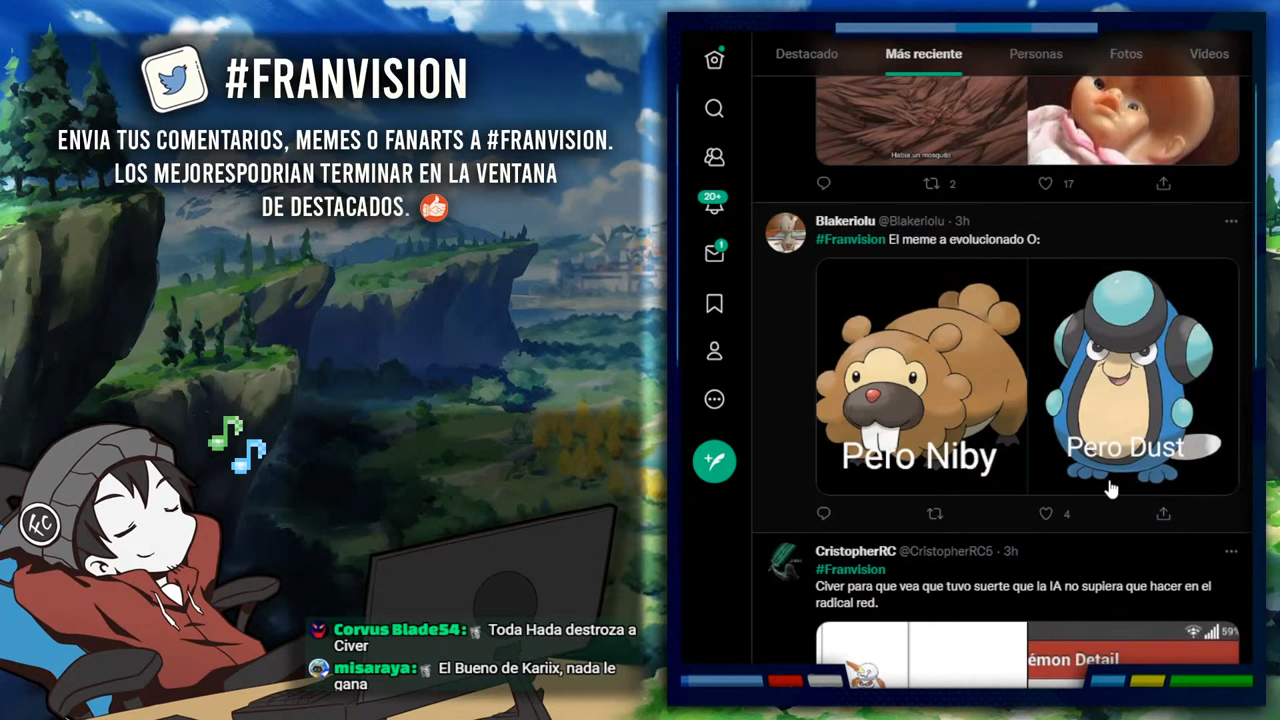 #FRANVISION
ENVIA TUS COMENTARIOS, MEMES O FANARTS A #FRANVISION.
LOS MEJORESPODRIAN TERMINAR EN LA VENTANA
DE DESTACADOS.
FC
Corvus Blade54: Toda Hada destroza a
Civer
misaraya: El Bueno de Kariix, nada le
gana
Destacado Más reciente Personas Fotos Videos
Había un mosquito
2 17
20+
1
Blakeriolu @Blakeriolu · 3h
#Franvision El meme a evolucionado O:
Pero Niby
Pero Dust
4
CristopherRC @CristopherRC5 · 3h
#Franvision
Civer para que vea que tuvo suerte que la IA no supiera que hacer en el
radical red.
59%
émon Detail